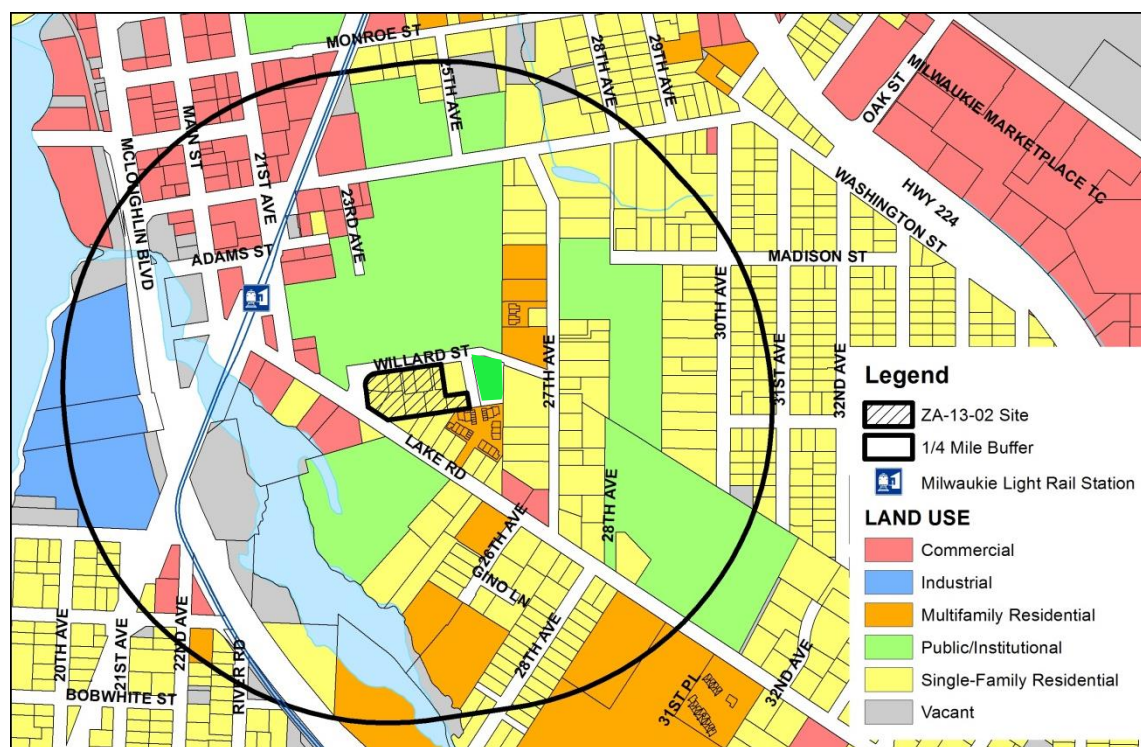 MONROE ST
25TH AVE
28TH AVE
29TH AVE
OAK ST
MILWAUKIE MARKETPLACE T.C
HWY 224
WASHINGTON ST
MCLOUGHLIN BLVD
MAIN ST
21ST AVE
23RD AVE
ADAMS ST
MADISON ST
30TH AVE
31ST AVE
32ND AVE
WILLARD ST
27TH AVE
LAKE RD
28TH AVE
26TH AVE
GINO LN
28TH AVE
20TH AVE
21ST AVE
22ND AVE
RIVER RD
BOBWHITE ST
31ST PL
32ND AVE
Legend
ZA-13-02 Site
1/4 Mile Buffer
Milwaukie Light Rail Station
LAND USE
Commercial
Industrial
Multifamily Residential
Public/Institutional
Single-Family Residential
Vacant